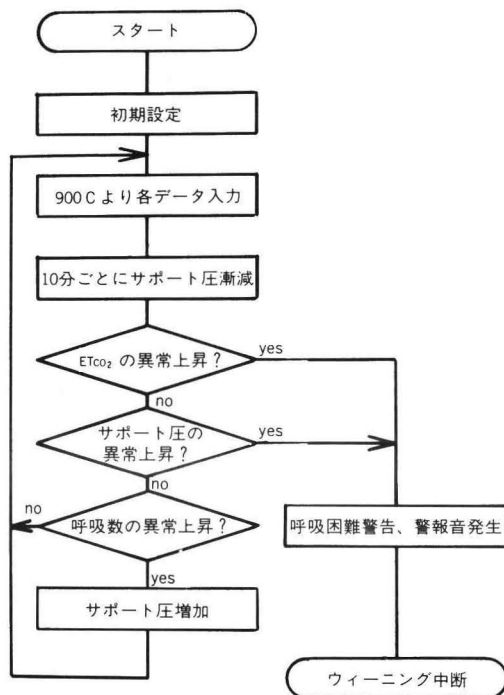 スタート
初期設定
900Cより各データ入力
10分ごとにサポート圧漸減
ETco₂の異常上昇？
yes
no
サポート圧の
異常上昇？
yes
no
呼吸数の異常上昇？
no
yes
サポート圧増加
呼吸困難警告、警報音発生
ウィーニング中断